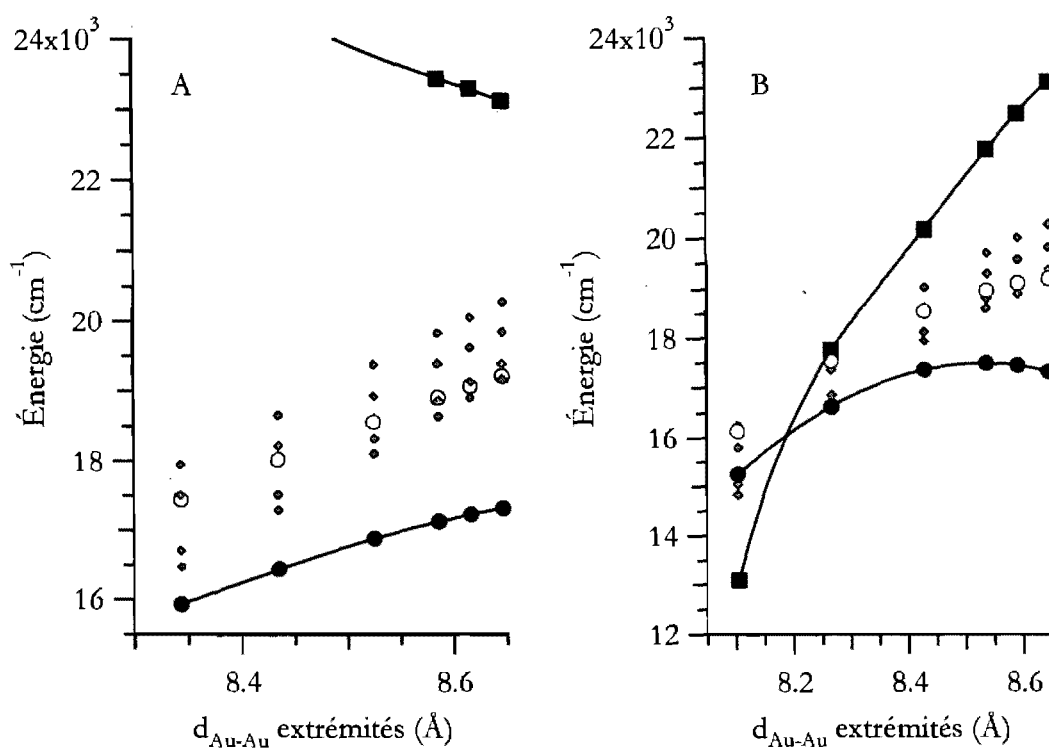 24x10³
A
22
20
18
16
Énergie (cm⁻¹)
8.4
8.6
d_Au-Au extrémités (Å)
24x10³
B
22
20
18
16
14
12
Énergie (cm⁻¹)
8.2
8.4
8.6
d_Au-Au extrémités (Å)